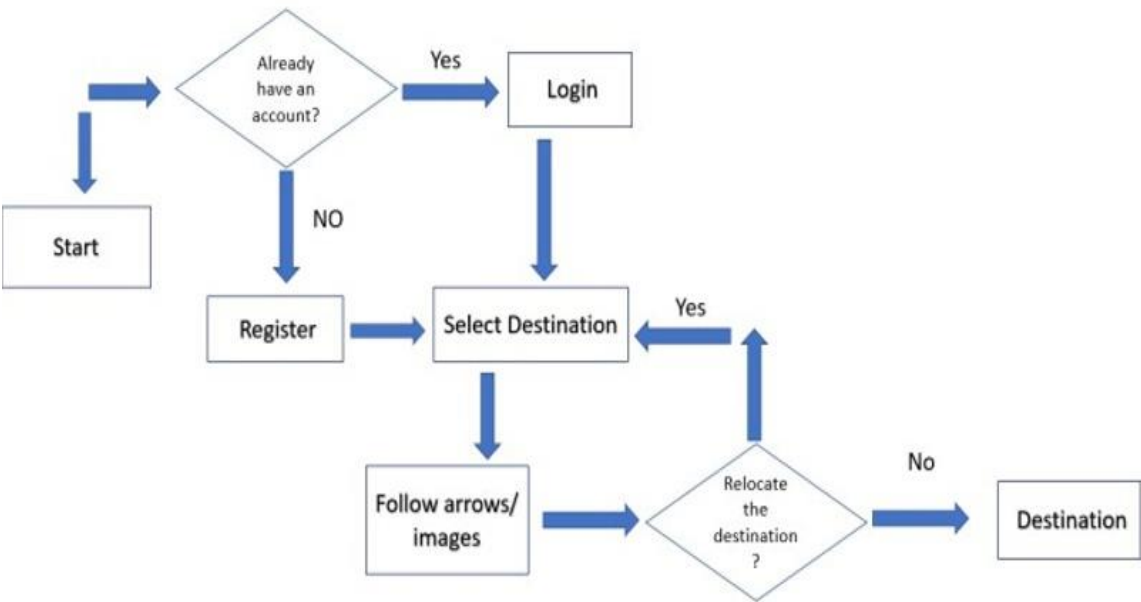 Already
have an
account?
Yes
Login
Start
NO
Register
Select Destination
Yes
Follow arrows/
images
Relocate
the
destination
?
No
Destination